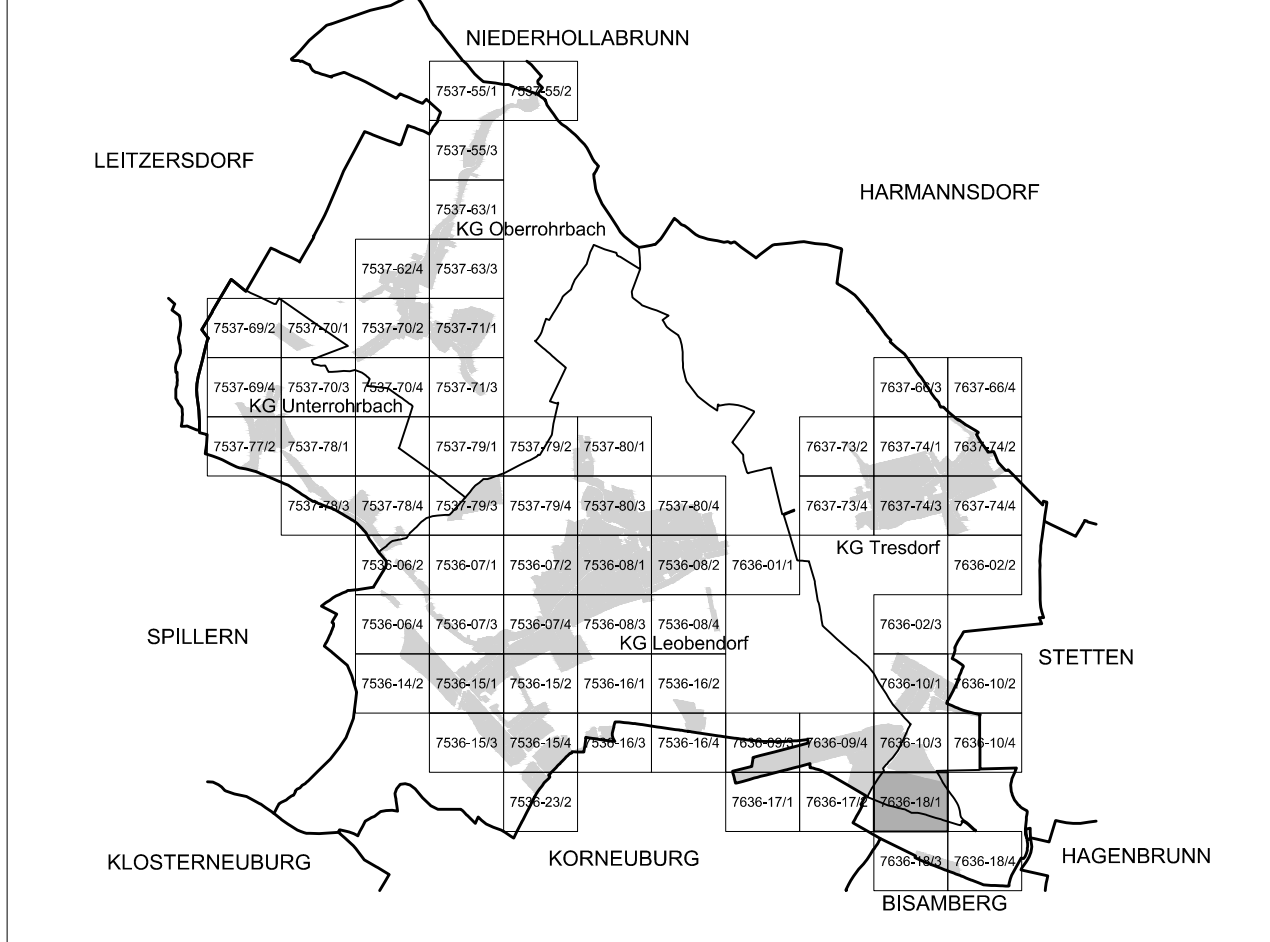 NIEDERHOLLABRUNN
7537-55/1 7537-55/2
7537-55/3
LEITZERSDORF
HARMANNSDORF
7537-63/1
KG Oberrohrbach
7537-62/4 7537-63/3
7537-69/2 7537-70/1 7537-70/2 7537-71/1
7537-69/4 7537-70/3 7537-70/4 7537-71/3 7637-66/3 7637-66/4
KG Unterrohrbach
7537-77/2 7537-78/1 7537-79/1 7537-79/2 7537-80/1 7637-73/2 7637-74/1 7637-74/2
7537-78/3 7537-78/4 7537-79/3 7537-79/4 7537-80/3 7537-80/4 7637-73/4 7637-74/3 7637-74/4
KG Tresdorf
7536-06/2 7536-07/1 7536-07/2 7536-08/1 7536-08/2 7636-01/1 7636-02/2
7536-06/4 7536-07/3 7536-07/4 7536-08/3 7536-08/4 7636-02/3
SPILLERN
KG Leobendorf
STETTEN
7536-14/2 7536-15/1 7536-15/2 7536-16/1 7536-16/2 7636-10/1 7636-10/2
7536-15/3 7536-15/4 7536-16/3 7536-16/4 7636-09/3 7636-09/4 7636-10/3 7636-10/4
7536-23/2 7636-17/1 7636-17/2 7636-18/1
KLOSTERNEUBURG
KORNEUBURG
7636-18/3 7636-18/4
HAGENBRUNN
BISAMBERG